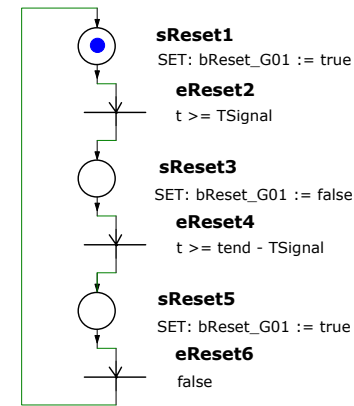 sReset1
SET: bReset_G01 := true
eReset2
t >= TSignal
sReset3
SET: bReset_G01 := false
eReset4
t >= tend - TSignal
sReset5
SET: bReset_G01 := true
eReset6
false